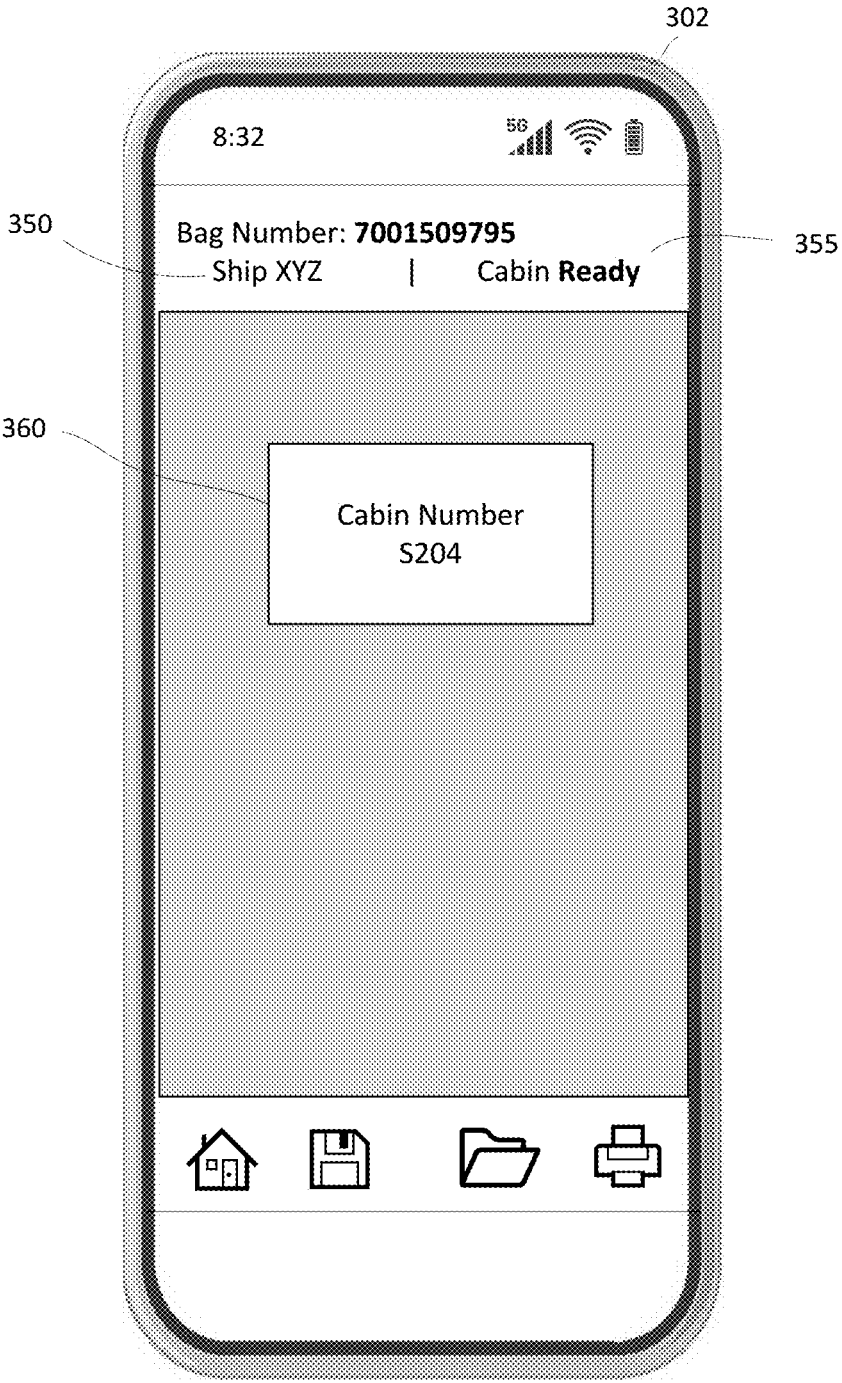 302
8:32
5G
350
Bag Number: 7001509795
355
Ship XYZ | Cabin Ready
360
Cabin Number
S204